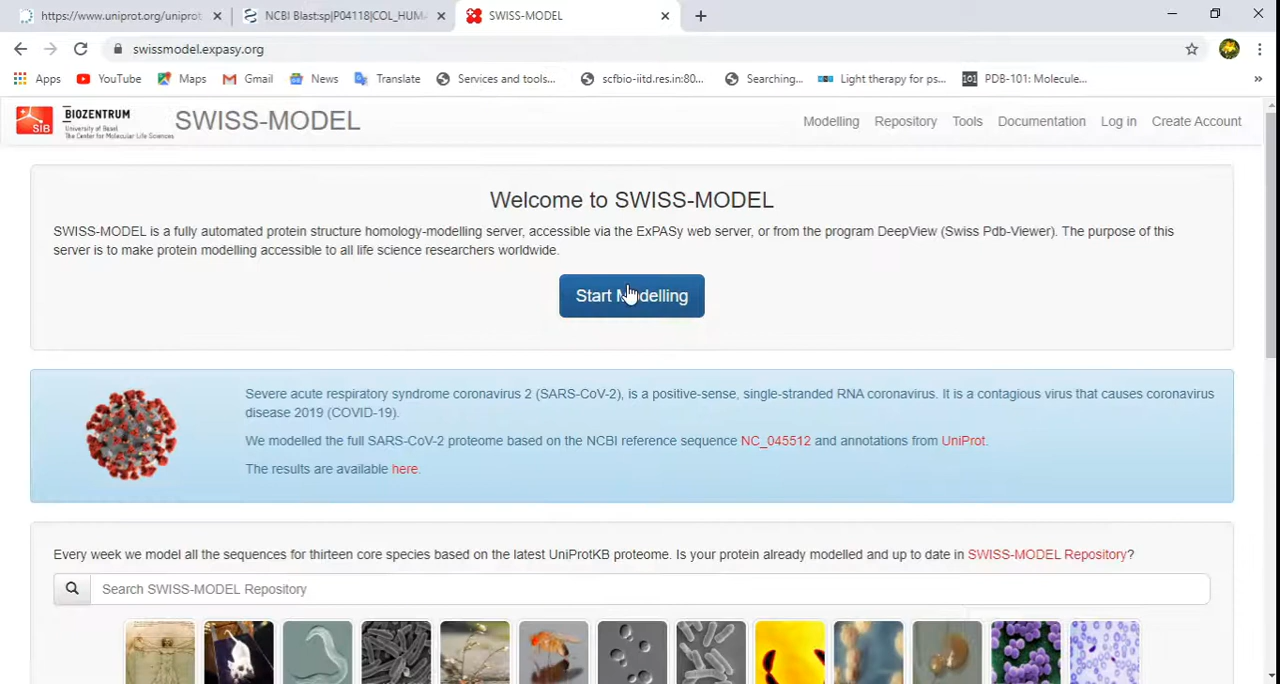 https://www.uniprot.org/uniprot
NCBI Blast:sp|P04118|COL_HUMA
SWISS-MODEL
swissmodel.expasy.org
Apps
YouTube
Maps
Gmail
News
Translate
Services and tools...
scfbio-iitd.res.in:80...
Searching...
Light therapy for ps...
101
PDB-101: Molecule...
SIB
BIOZENTRUM
University of Basel
The Center for Molecular Life Sciences
SWISS-MODEL
Modelling
Repository
Tools
Documentation
Log in
Create Account
Welcome to SWISS-MODEL
SWISS-MODEL is a fully automated protein structure homology-modelling server, accessible via the ExPASy web server, or from the program DeepView (Swiss Pdb-Viewer). The purpose of this
server is to make protein modelling accessible to all life science researchers worldwide.
Start Modelling
Severe acute respiratory syndrome coronavirus 2 (SARS-CoV-2), is a positive-sense, single-stranded RNA coronavirus. It is a contagious virus that causes coronavirus
disease 2019 (COVID-19).
We modelled the full SARS-CoV-2 proteome based on the NCBI reference sequence NC_045512 and annotations from UniProt.
The results are available here.
Every week we model all the sequences for thirteen core species based on the latest UniProtKB proteome. Is your protein already modelled and up to date in SWISS-MODEL Repository?
Search SWISS-MODEL Repository